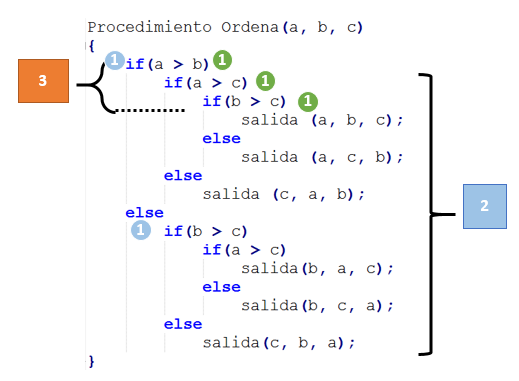 Procedimiento Ordena(a, b, c)
{
1 if(a > b) 1
3
if(a > c) 1
if(b > c) 1
salida (a, b, c);
else
salida (a, c, b);
else
salida (c, a, b);
2
else
1 if(b > c)
if(a > c)
salida(b, a, c);
else
salida(b, c, a);
else
salida(c, b, a);
}